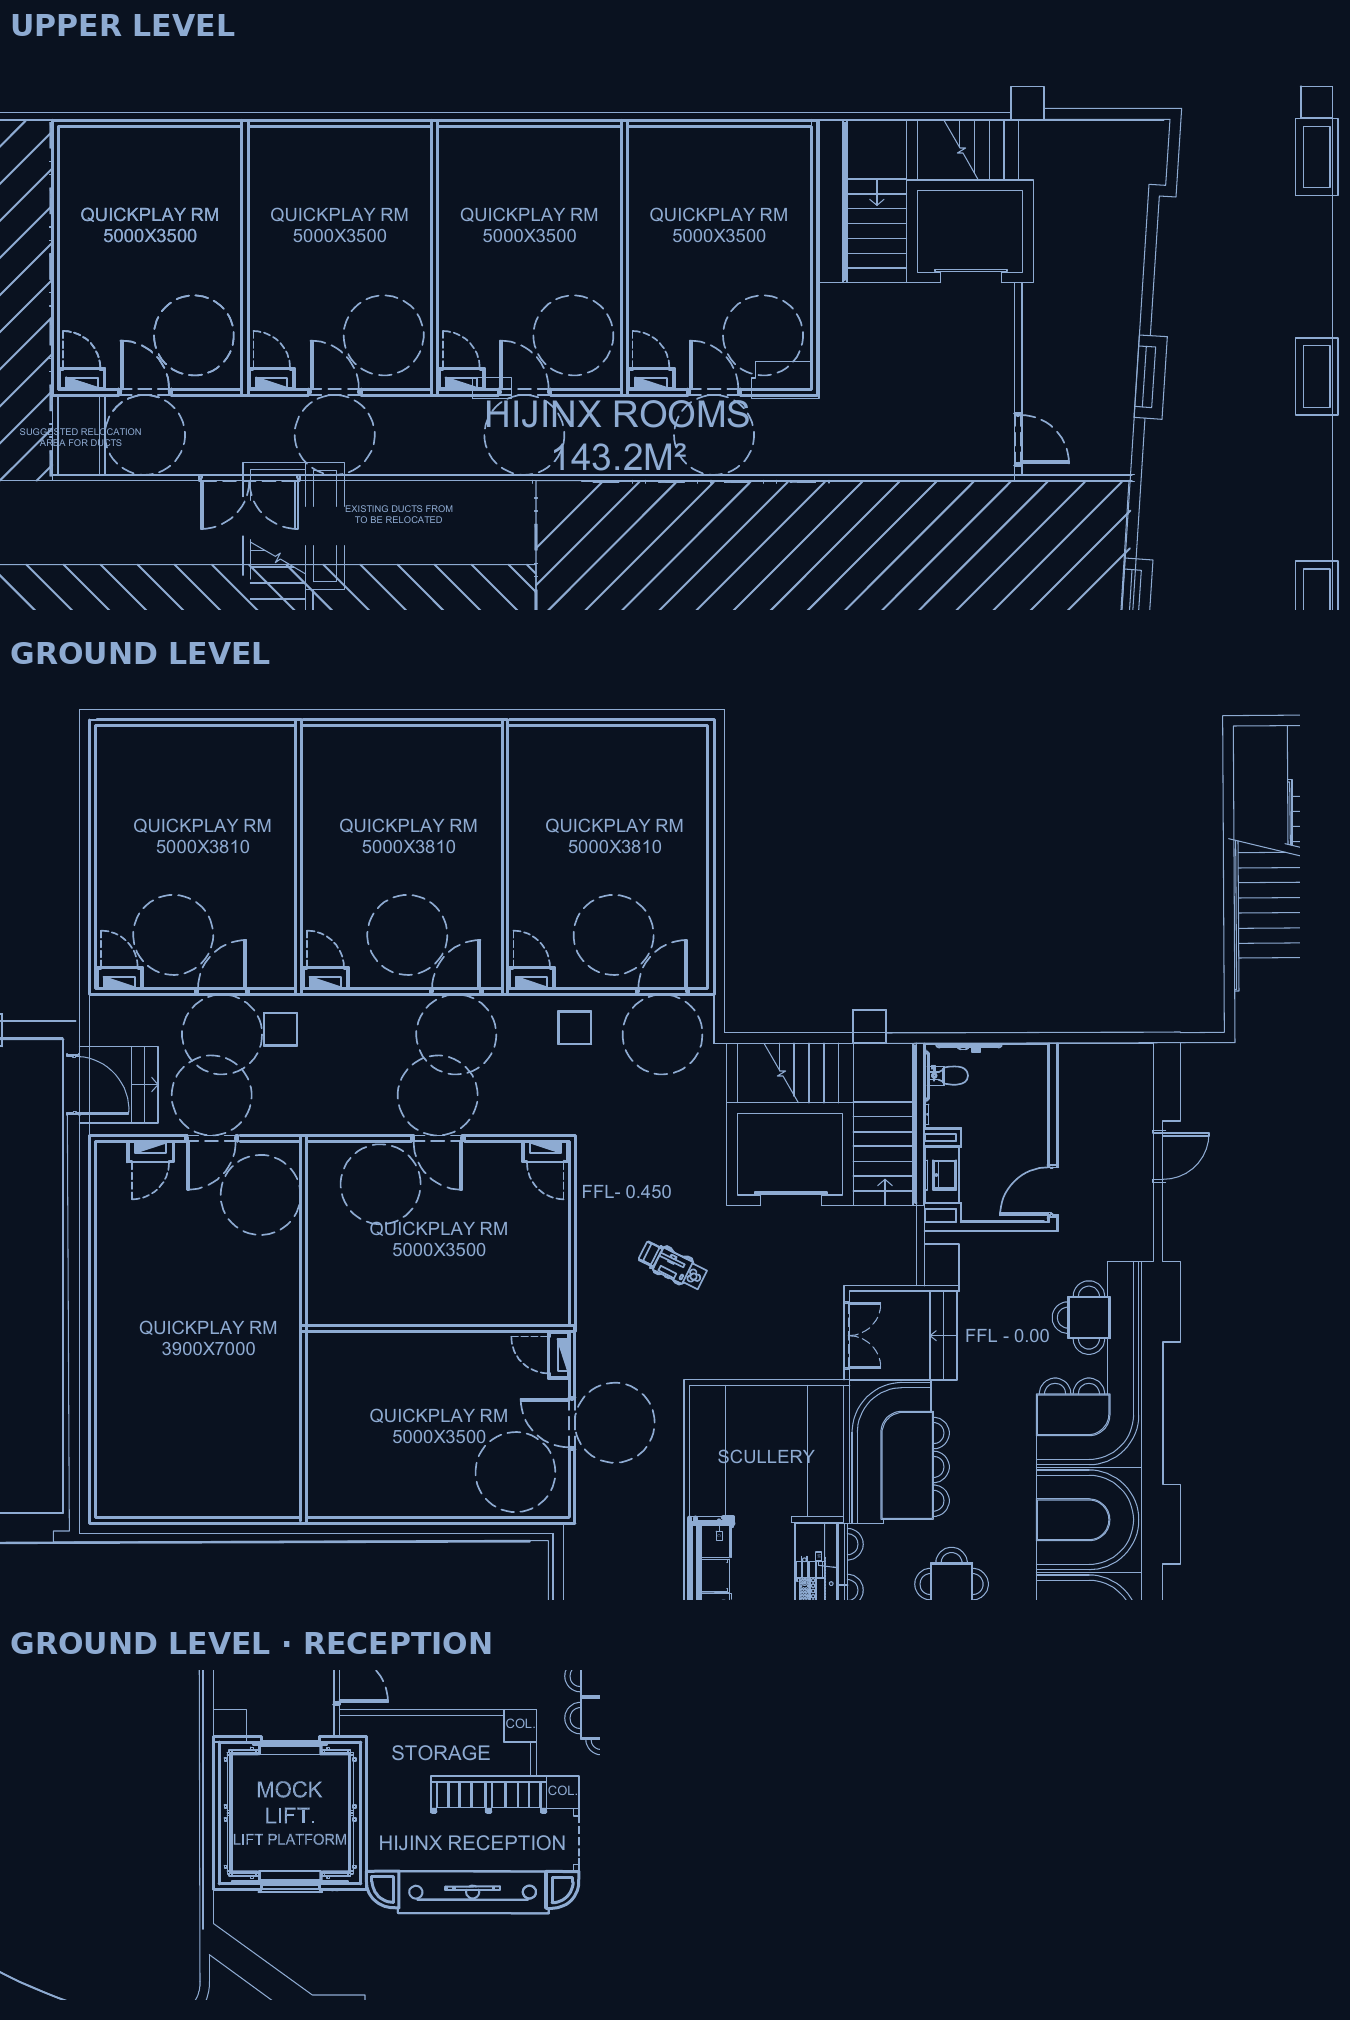 UPPER LEVEL
QUICKPLAY RM
5000X3500
QUICKPLAY RM
5000X3500
QUICKPLAY RM
5000X3500
QUICKPLAY RM
5000X3500
HIJINX ROOMS
143.2M²
SUGGESTED RELOCATION
AREA FOR DUCTS
EXISTING DUCTS FROM
TO BE RELOCATED
GROUND LEVEL
QUICKPLAY RM
5000X3810
QUICKPLAY RM
5000X3810
QUICKPLAY RM
5000X3810
FFL- 0.450
QUICKPLAY RM
5000X3500
QUICKPLAY RM
3900X7000
FFL - 0.00
QUICKPLAY RM
5000X3500
SCULLERY
GROUND LEVEL · RECEPTION
COL.
STORAGE
COL.
MOCK
LIFT.
LIFT PLATFORM
HIJINX RECEPTION